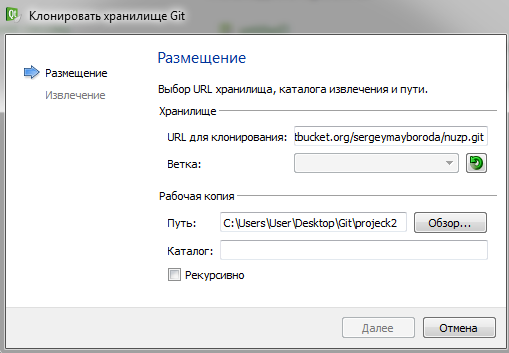 Клонировать хранилище Git
Размещение
Извлечение
Размещение
Выбор URL хранилища, каталога извлечения и пути.
Хранилище
URL для клонирования: tbucket.org/sergeymayboroda/nuzp.git
Ветка:
Рабочая копия
Путь: C:\Users\User\Desktop\Git\projeck2 Обзор...
Каталог:
Рекурсивно
Далее Отмена